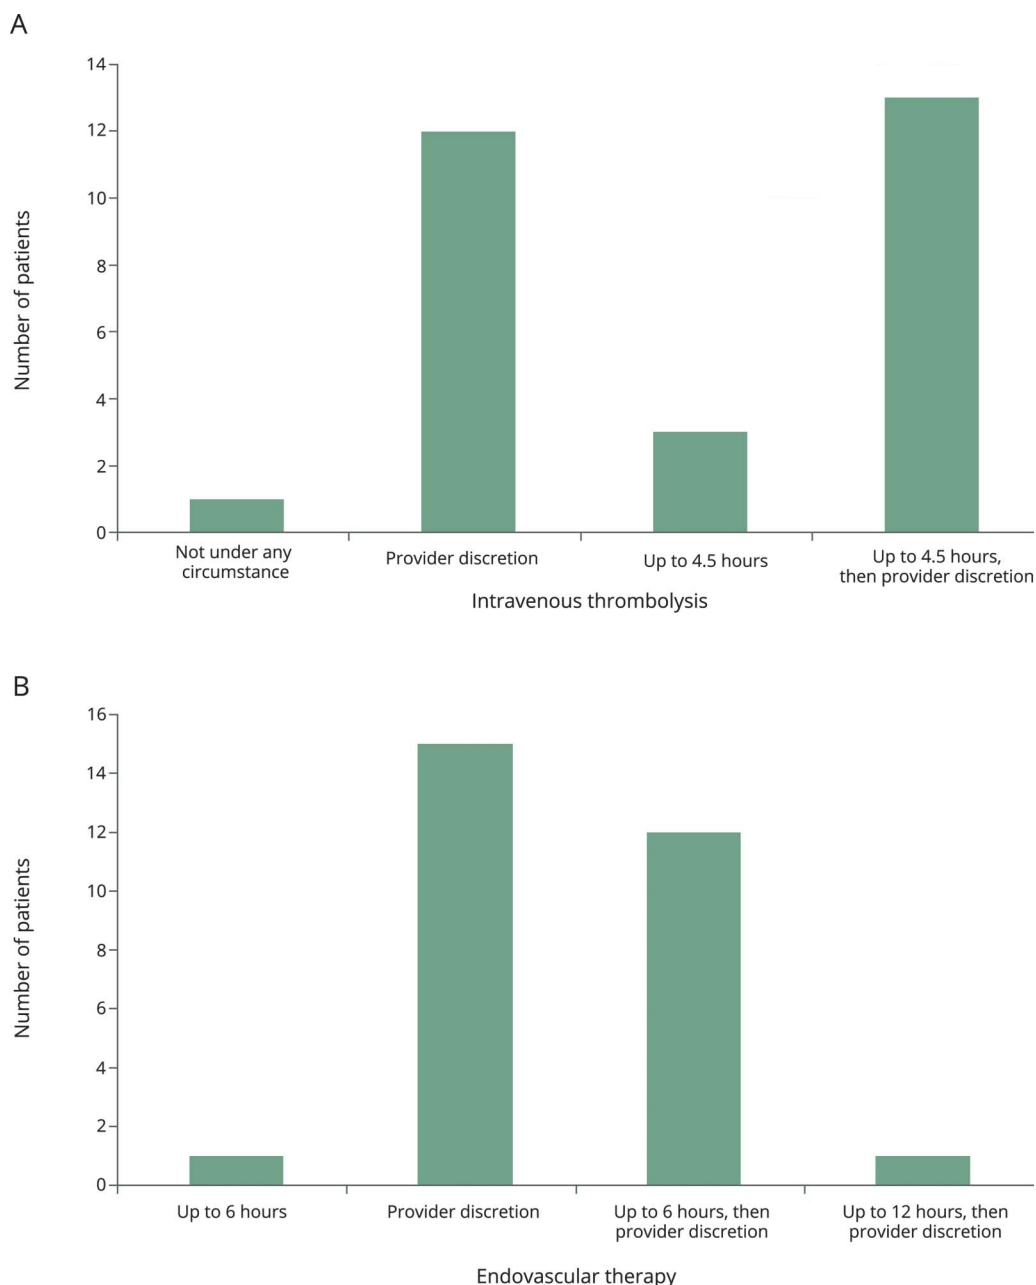 A
14
12
10
8
6
4
2
0
Number of patients
Not under any
circumstance
Provider discretion
Up to 4.5 hours
Up to 4.5 hours,
then provider discretion
Intravenous thrombolysis
B
16
14
12
10
8
6
4
2
0
Number of patients
Up to 6 hours
Provider discretion
Up to 6 hours, then
provider discretion
Up to 12 hours, then
provider discretion
Endovascular therapy